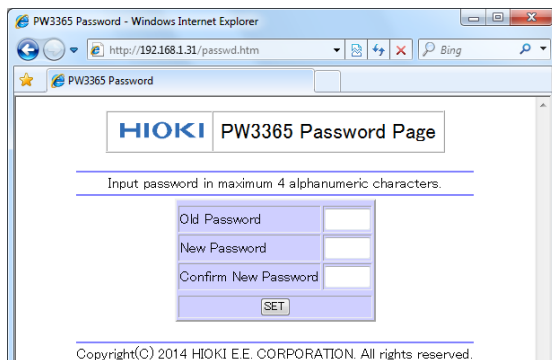 PW3365 Password - Windows Internet Explorer
http://192.168.1.31/passwd.htm
Bing
PW3365 Password
HIOKI PW3365 Password Page
Input password in maximum 4 alphanumeric characters.
Old Password
New Password
Confirm New Password
SET
Copyright(C) 2014 HIOKI E.E. CORPORATION. All rights reserved.